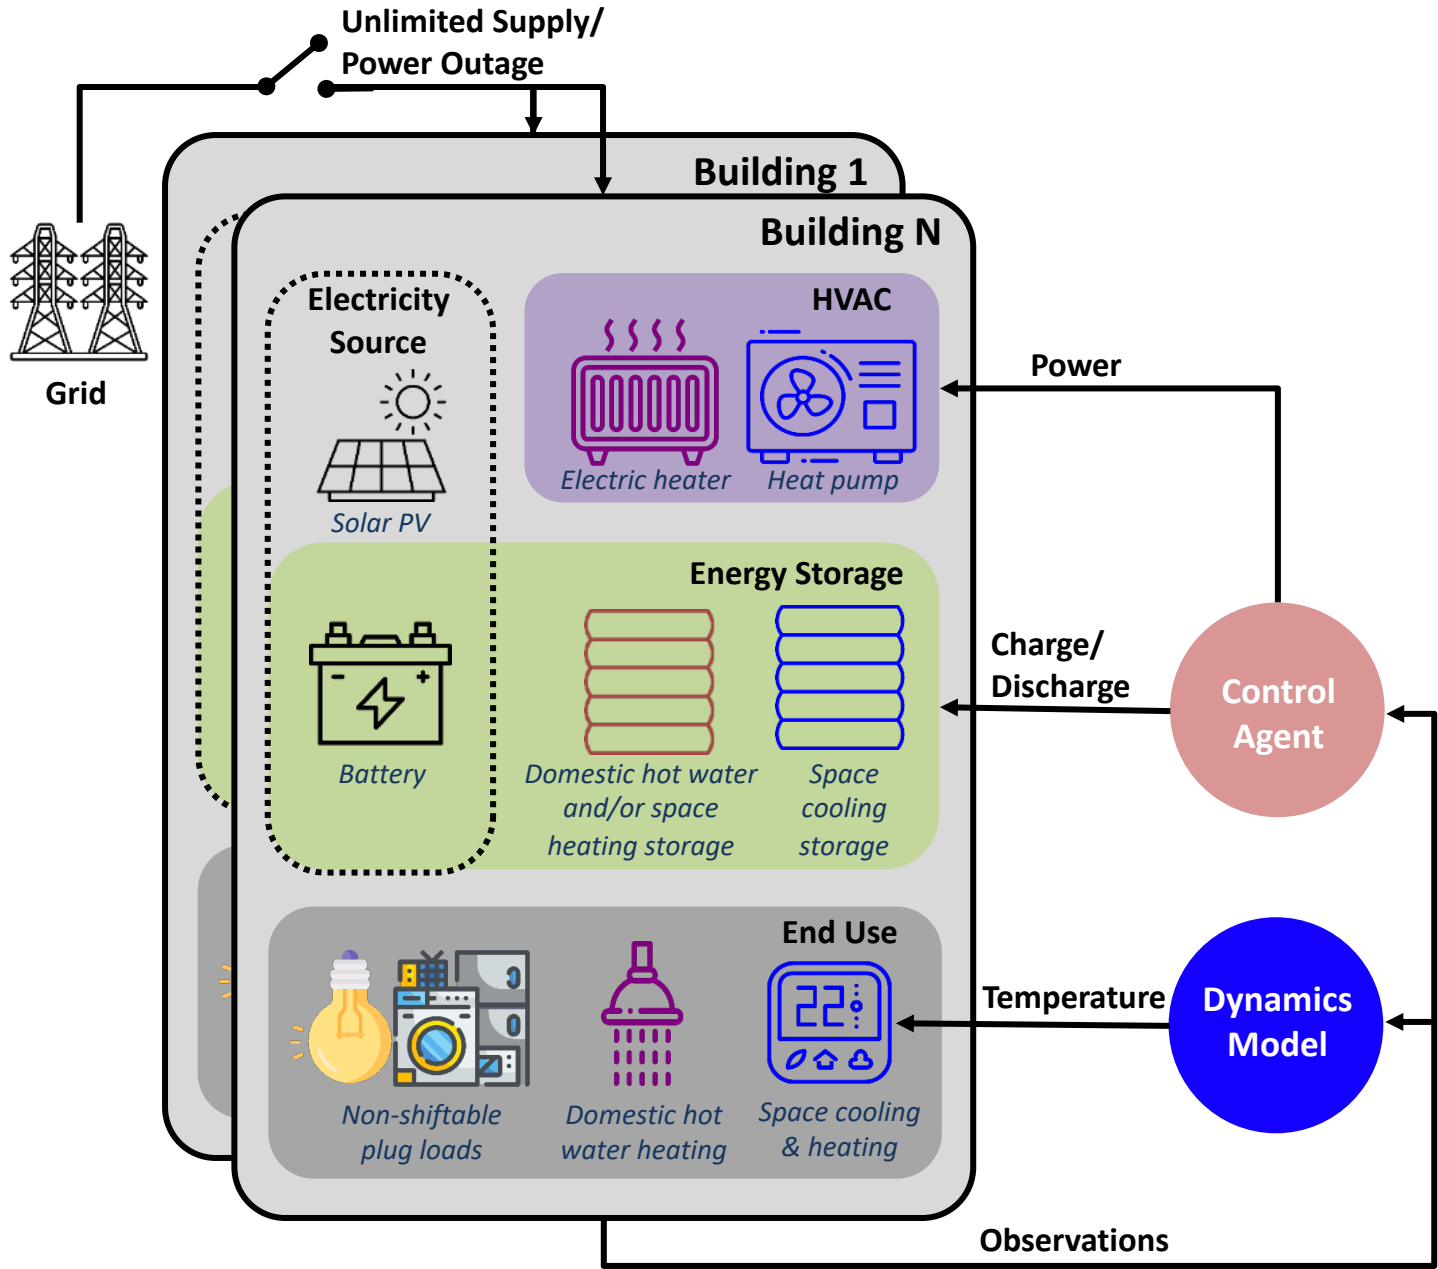 Unlimited Supply/
Power Outage
Building 1
Building N
Grid
Electricity
Source
Solar PV
HVAC
Electric heater
Heat pump
Power
Energy Storage
Battery
Domestic hot water
and/or space
heating storage
Space
cooling
storage
Charge/
Discharge
Control
Agent
End Use
22
Non-shiftable
plug loads
Domestic hot
water heating
Space cooling
& heating
Temperature
Dynamics
Model
Observations